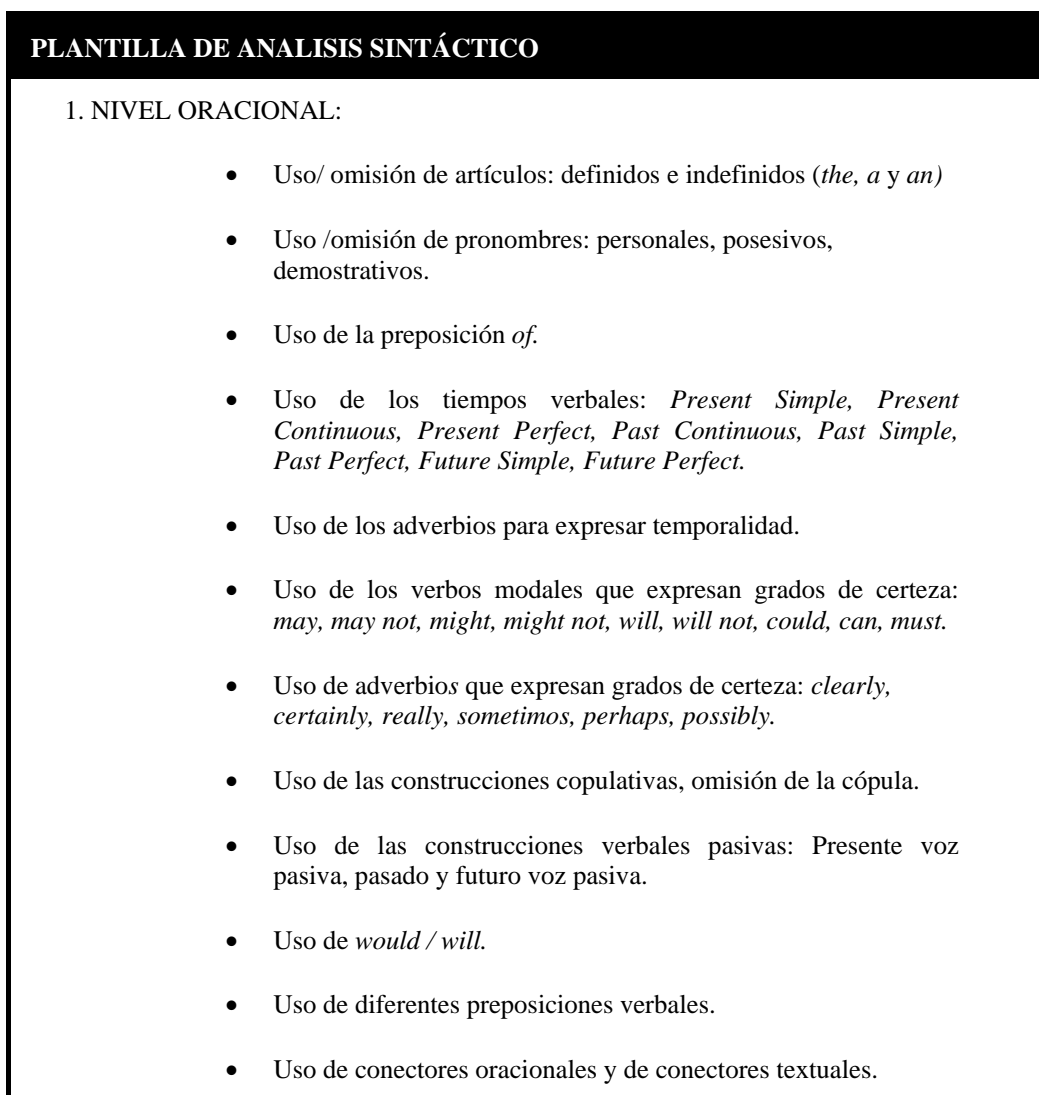 PLANTILLA DE ANALISIS SINTÁCTICO
1. NIVEL ORACIONAL:
• Uso/ omisión de artículos: definidos e indefinidos (the, a y an)
• Uso /omisión de pronombres: personales, posesivos,
demostrativos.
• Uso de la preposición of.
• Uso de los tiempos verbales: Present Simple, Present
Continuous, Present Perfect, Past Continuous, Past Simple,
Past Perfect, Future Simple, Future Perfect.
• Uso de los adverbios para expresar temporalidad.
• Uso de los verbos modales que expresan grados de certeza:
may, may not, might, might not, will, will not, could, can, must.
• Uso de adverbios que expresan grados de certeza: clearly,
certainly, really, sometimos, perhaps, possibly.
• Uso de las construcciones copulativas, omisión de la cópula.
• Uso de las construcciones verbales pasivas: Presente voz
pasiva, pasado y futuro voz pasiva.
• Uso de would / will.
• Uso de diferentes preposiciones verbales.
• Uso de conectores oracionales y de conectores textuales.